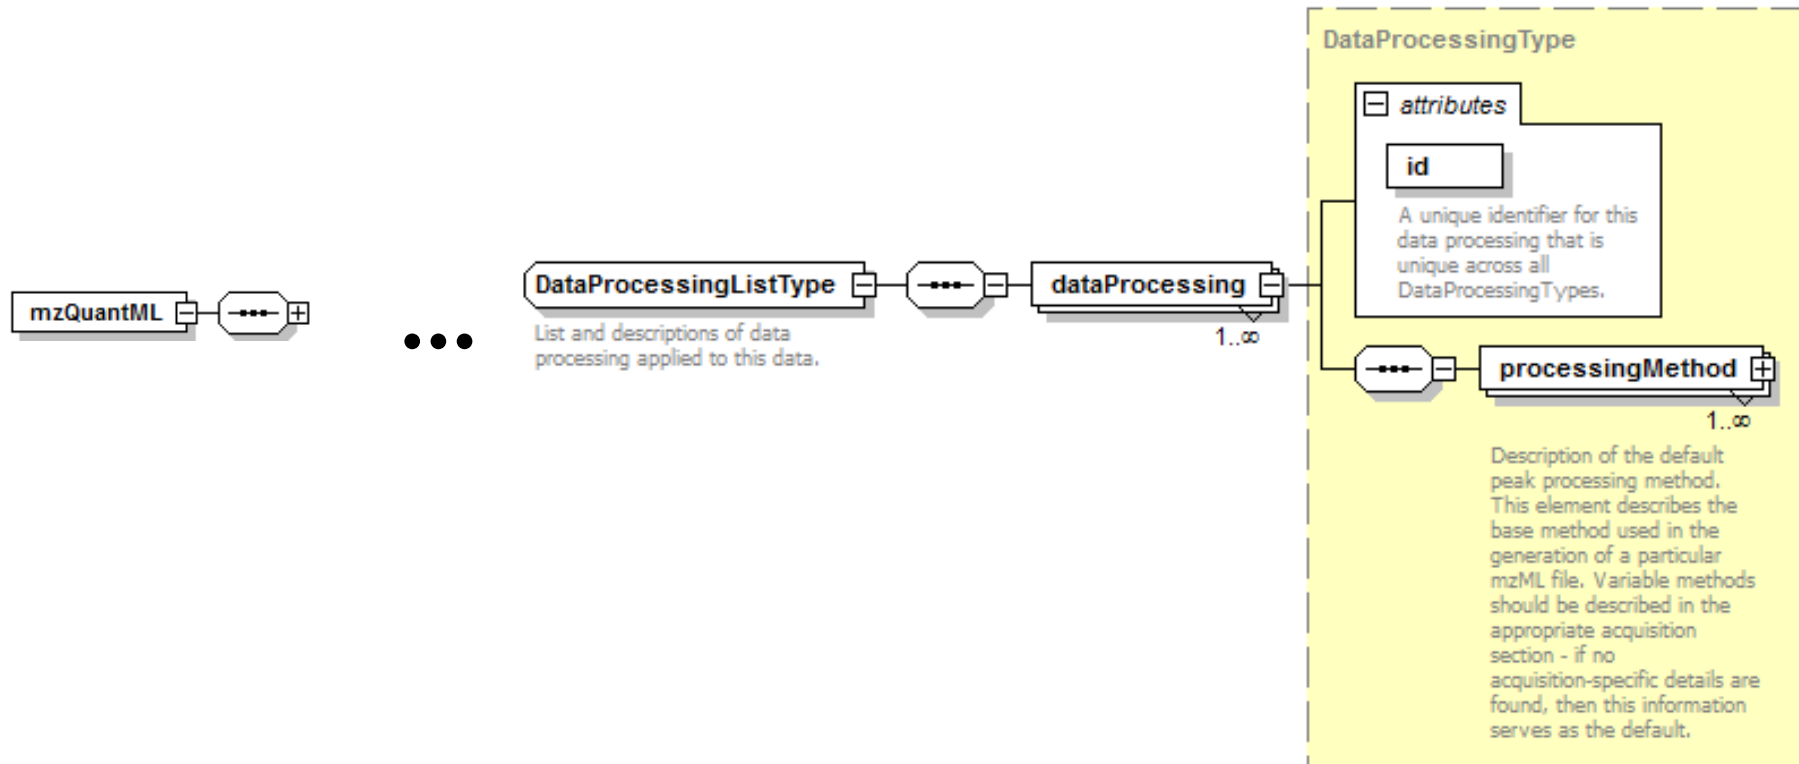 mzQuantML
DataProcessingListType
List and descriptions of data
processing applied to this data.
dataProcessing
1..∞
DataProcessingType
attributes
id
A unique identifier for this
data processing that is
unique across all
DataProcessingTypes.
processingMethod
1..∞
Description of the default
peak processing method.
This element describes the
base method used in the
generation of a particular
mzML file. Variable methods
should be described in the
appropriate acquisition
section - if no
acquisition-specific details are
found, then this information
serves as the default.